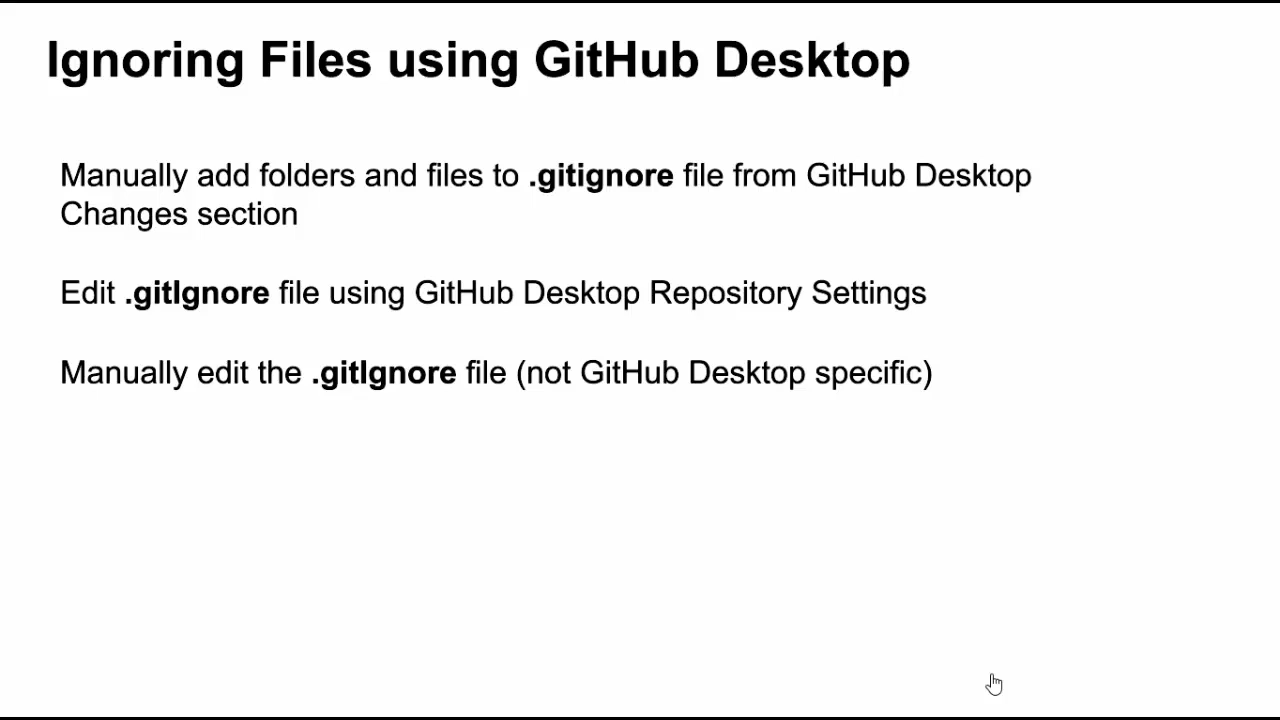 Ignoring Files using GitHub Desktop
Manually add folders and files to .gitignore file from GitHub Desktop
Changes section
Edit .gitIgnore file using GitHub Desktop Repository Settings
Manually edit the .gitIgnore file (not GitHub Desktop specific)